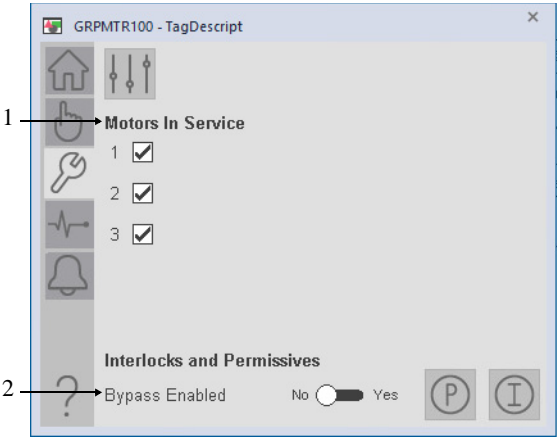 GRPMTR100 - TagDescript
1
Motors In Service
1
2
3
Interlocks and Permissives
2
Bypass Enabled No Yes
P I
?